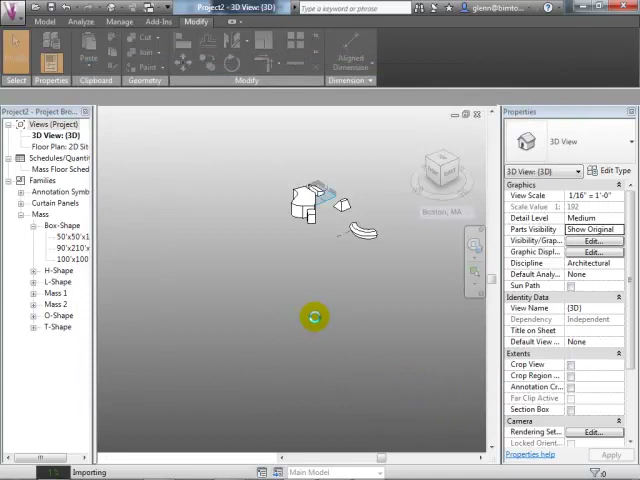 Project2 - 3D View: {3D}
Type a keyword or phrase
glenn@bimto...
Model
Analyze
Manage
Add-Ins
Modify
Cut
Join
Paint
Paste
Aligned
Dimension
Select
Properties
Clipboard
Geometry
Modify
Dimension
Project2 - Project Bro...
Views (Project)
3D View: {3D}
Floor Plan: 2D Sit
Schedules/Quantit
Mass Floor Sched
Families
Annotation Symb
Curtain Panels
Mass
Box-Shape
50'x50'x1
90'x210'x
100'x100'
H-Shape
L-Shape
Mass 1
Mass 2
O-Shape
T-Shape
Boston, MA
Properties
3D View
3D View: {3D}
Edit Type
Graphics
View Scale
1/16" = 1'-0"
Scale Value 1:
192
Detail Level
Medium
Parts Visibility
Show Original
Visibility/Grap...
Edit...
Graphic Displ...
Edit...
Discipline
Architectural
Default Analy...
None
Sun Path
Identity Data
View Name
{3D}
Dependency
Independent
Title on Sheet
Default View ...
None
Extents
Crop View
Crop Region ...
Annotation Cr...
Far Clip Active
Section Box
Camera
Rendering Set...
Edit...
Locked Orient...
Properties help
Apply
1%
Importing
Main Model
:0